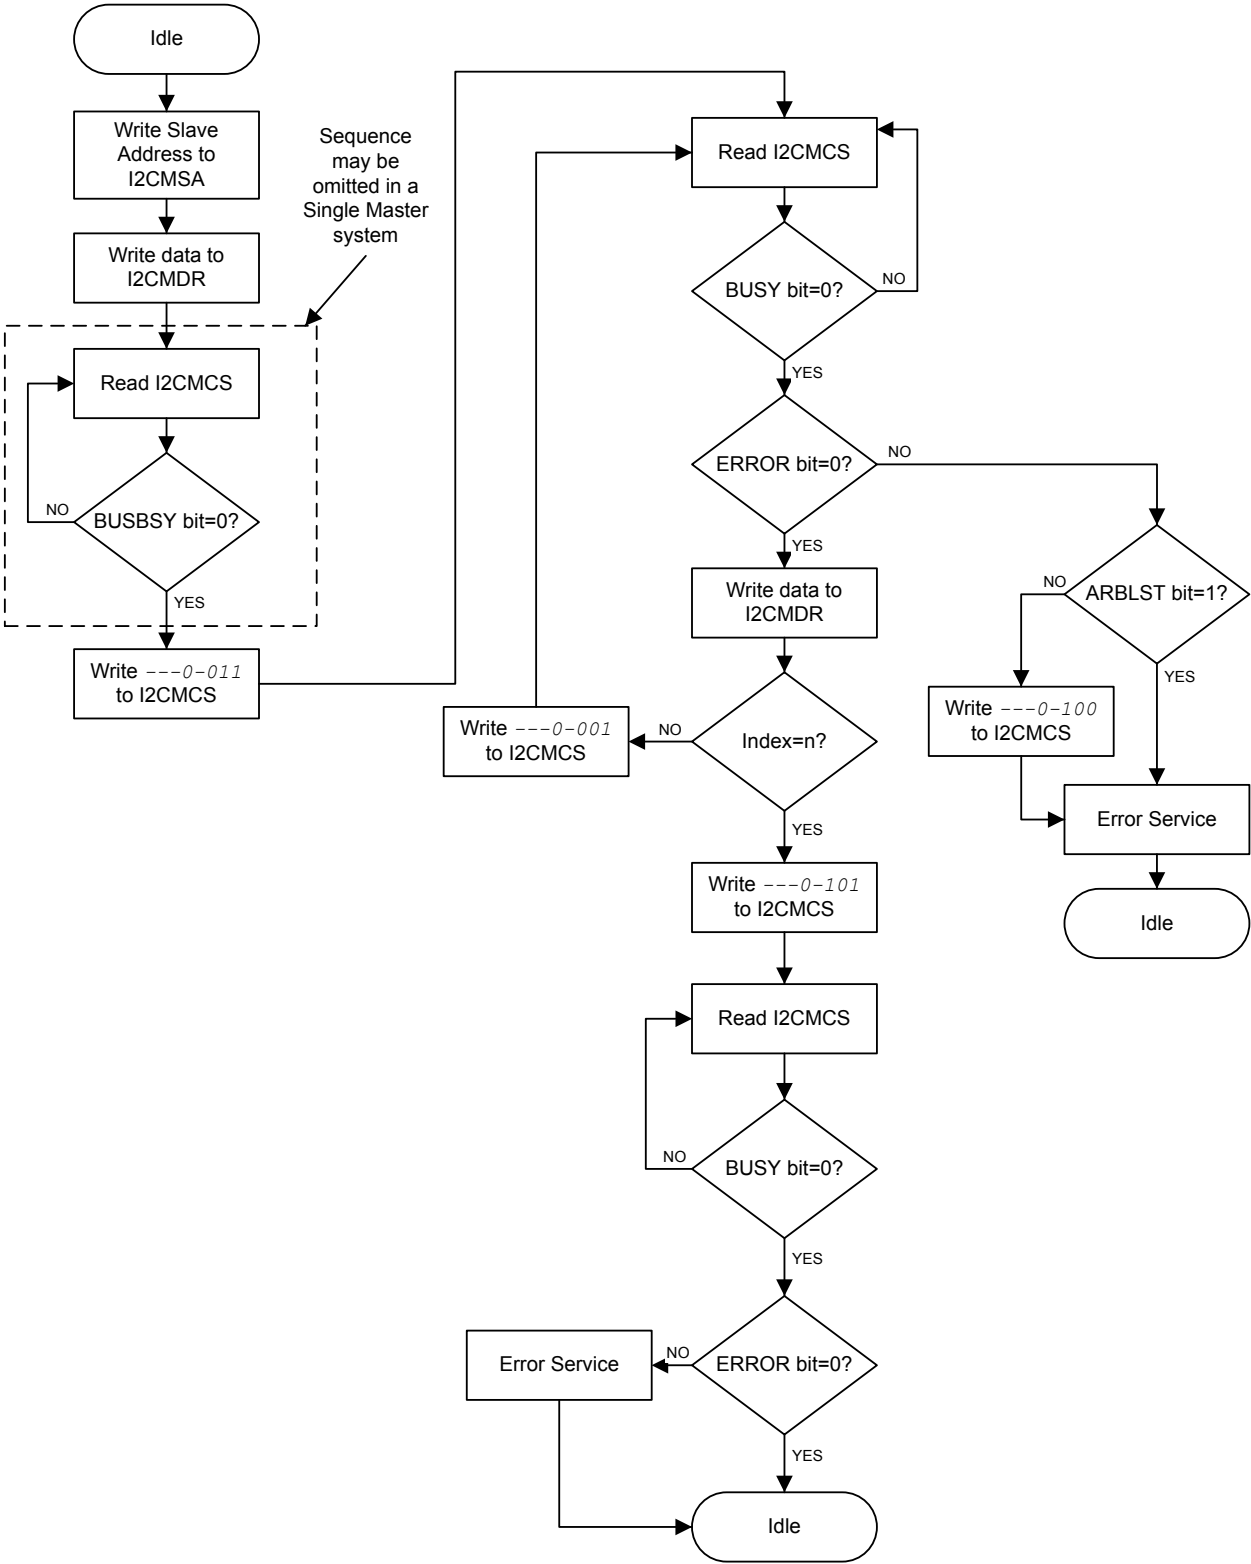 Idle
Write Slave
Address to
I2CMSA
Write data to
I2CMDR
Sequence
may be
omitted in a
Single Master
system
Read I2CMCS
BUSBSY bit=0?
NO
YES
Write ---0-011
to I2CMCS
Read I2CMCS
BUSY bit=0?
NO
YES
ERROR bit=0?
NO
YES
Write data to
I2CMDR
Index=n?
NO
Write ---0-001
to I2CMCS
YES
Write ---0-101
to I2CMCS
Read I2CMCS
BUSY bit=0?
NO
YES
ERROR bit=0?
NO
Error Service
YES
Idle
ARBLST bit=1?
NO
Write ---0-100
to I2CMCS
YES
Error Service
Idle